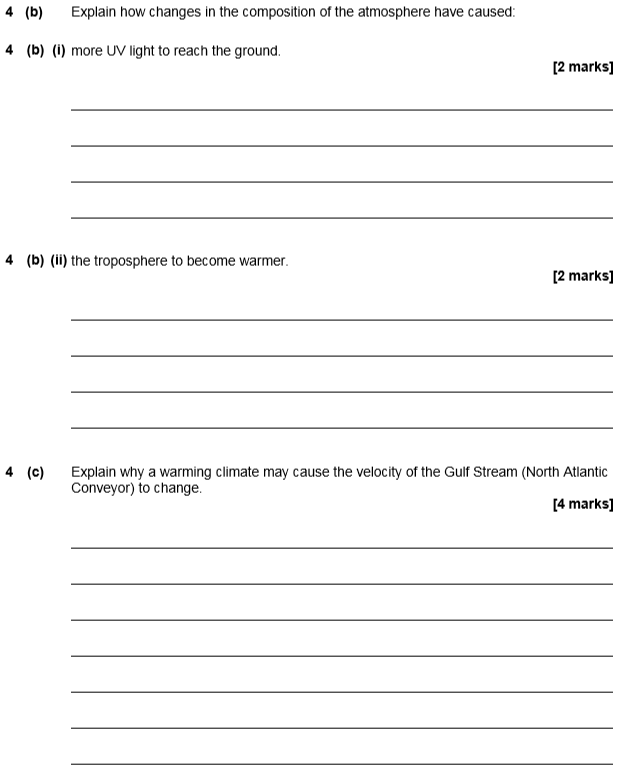 4 (b) Explain how changes in the composition of the atmosphere have caused:
4 (b) (i) more UV light to reach the ground.
[2 marks]
4 (b) (ii) the troposphere to become warmer.
[2 marks]
4 (c) Explain why a warming climate may cause the velocity of the Gulf Stream (North Atlantic
Conveyor) to change.
[4 marks]